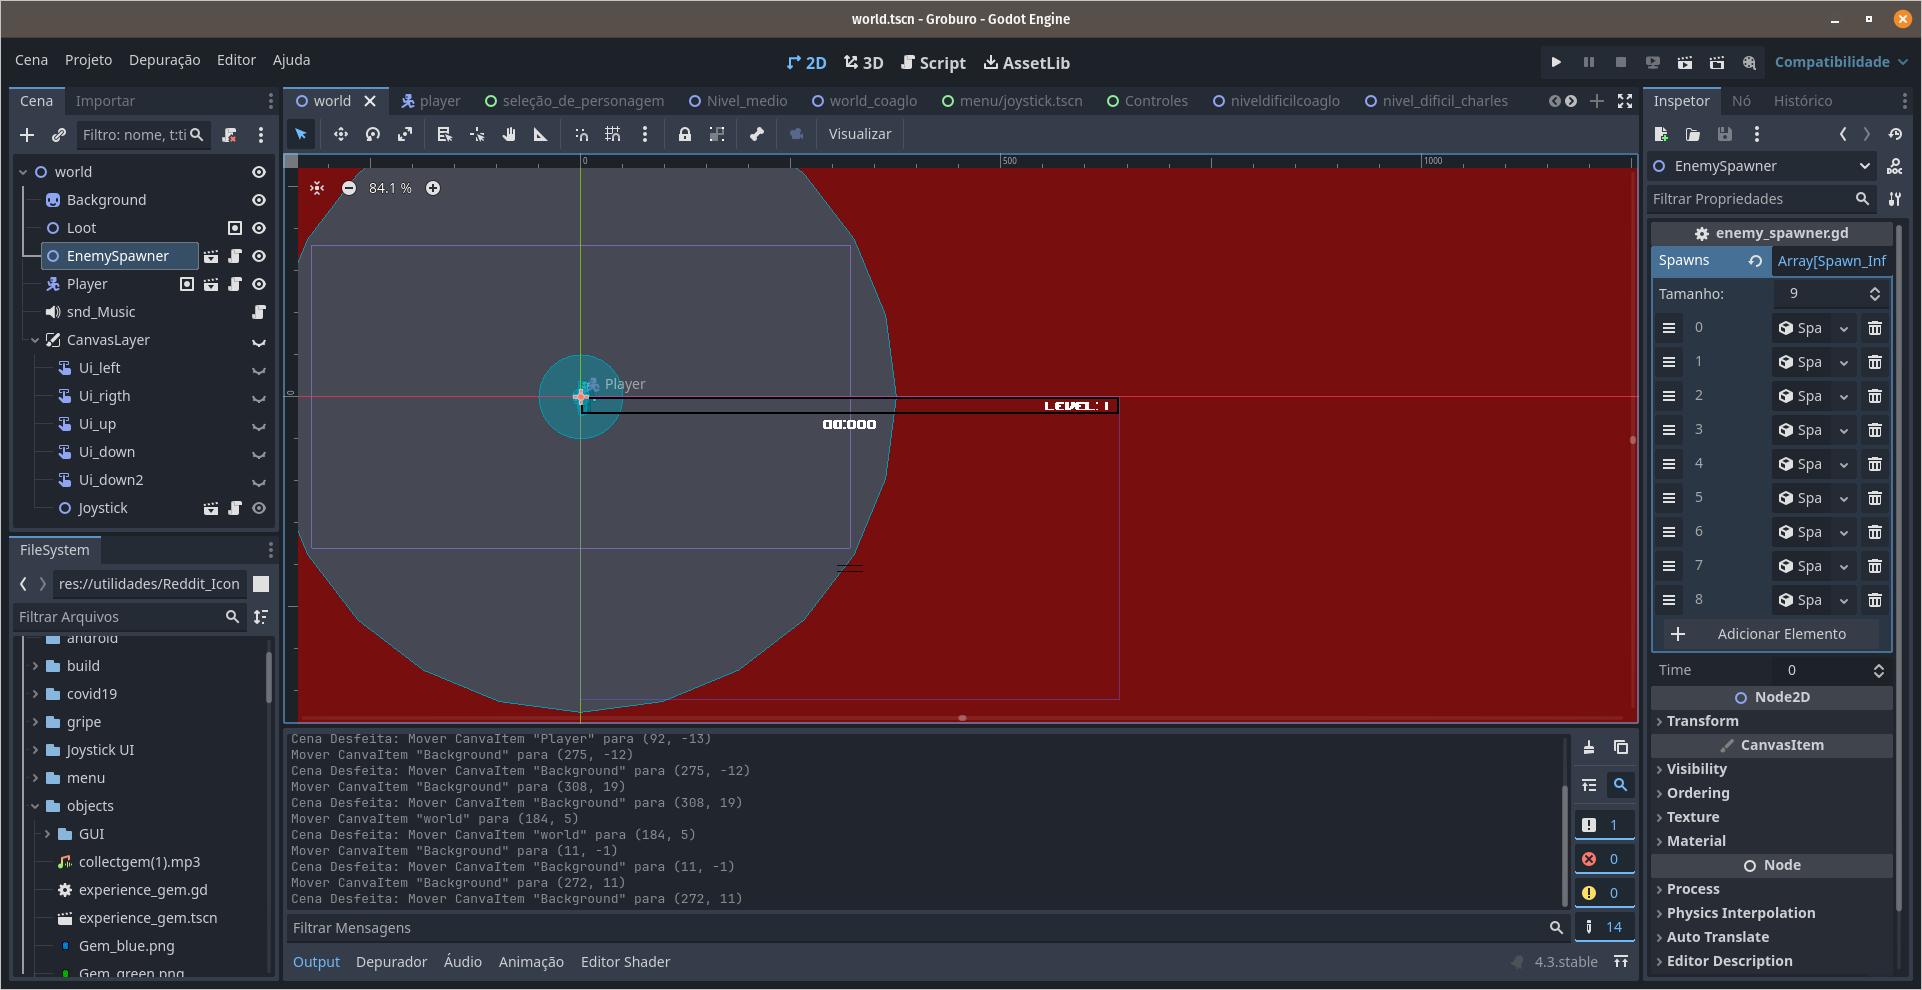 world.tscn - Groburo - Godot Engine
Cena Projeto Depuração Editor Ajuda
2D 3D Script AssetLib
Compatibilidade
Cena Importar
Filtro: nome, t:ti
world
Background
Loot
EnemySpawner
Player
snd_Music
CanvasLayer
Ui_left
Ui_rigth
Ui_up
Ui_down
Ui_down2
Joystick
FileSystem
res://utilidades/Reddit_Icon
Filtrar Arquivos
android
build
covid19
gripe
Joystick UI
menu
objects
GUI
collectgem(1).mp3
experience_gem.gd
experience_gem.tscn
Gem_blue.png
Gem_green.png
world player seleção_de_personagem Nivel_medio world_coaglo menu/joystick.tscn Controles niveldificilcoaglo nivel_dificil_charles
Visualizar
0 500 1000
84.1 %
0
Player
LEVEL: 1
00:000
Cena Desfeita: Mover CanvaItem "Player" para (92, -13)
Mover CanvaItem "Background" para (275, -12)
Cena Desfeita: Mover CanvaItem "Background" para (275, -12)
Mover CanvaItem "Background" para (308, 19)
Cena Desfeita: Mover CanvaItem "Background" para (308, 19)
Mover CanvaItem "world" para (184, 5)
Cena Desfeita: Mover CanvaItem "world" para (184, 5)
Mover CanvaItem "Background" para (11, -1)
Cena Desfeita: Mover CanvaItem "Background" para (11, -1)
Mover CanvaItem "Background" para (272, 11)
Cena Desfeita: Mover CanvaItem "Background" para (272, 11)
Filtrar Mensagens
1
0
0
14
Output Depurador Áudio Animação Editor Shader
4.3.stable
Inspetor Nó Histórico
EnemySpawner
Filtrar Propriedades
enemy_spawner.gd
Spawns Array[Spawn_Inf
Tamanho: 9
0 Spa
1 Spa
2 Spa
3 Spa
4 Spa
5 Spa
6 Spa
7 Spa
8 Spa
Adicionar Elemento
Time 0
Node2D
Transform
CanvasItem
Visibility
Ordering
Texture
Material
Node
Process
Physics Interpolation
Auto Translate
Editor Description